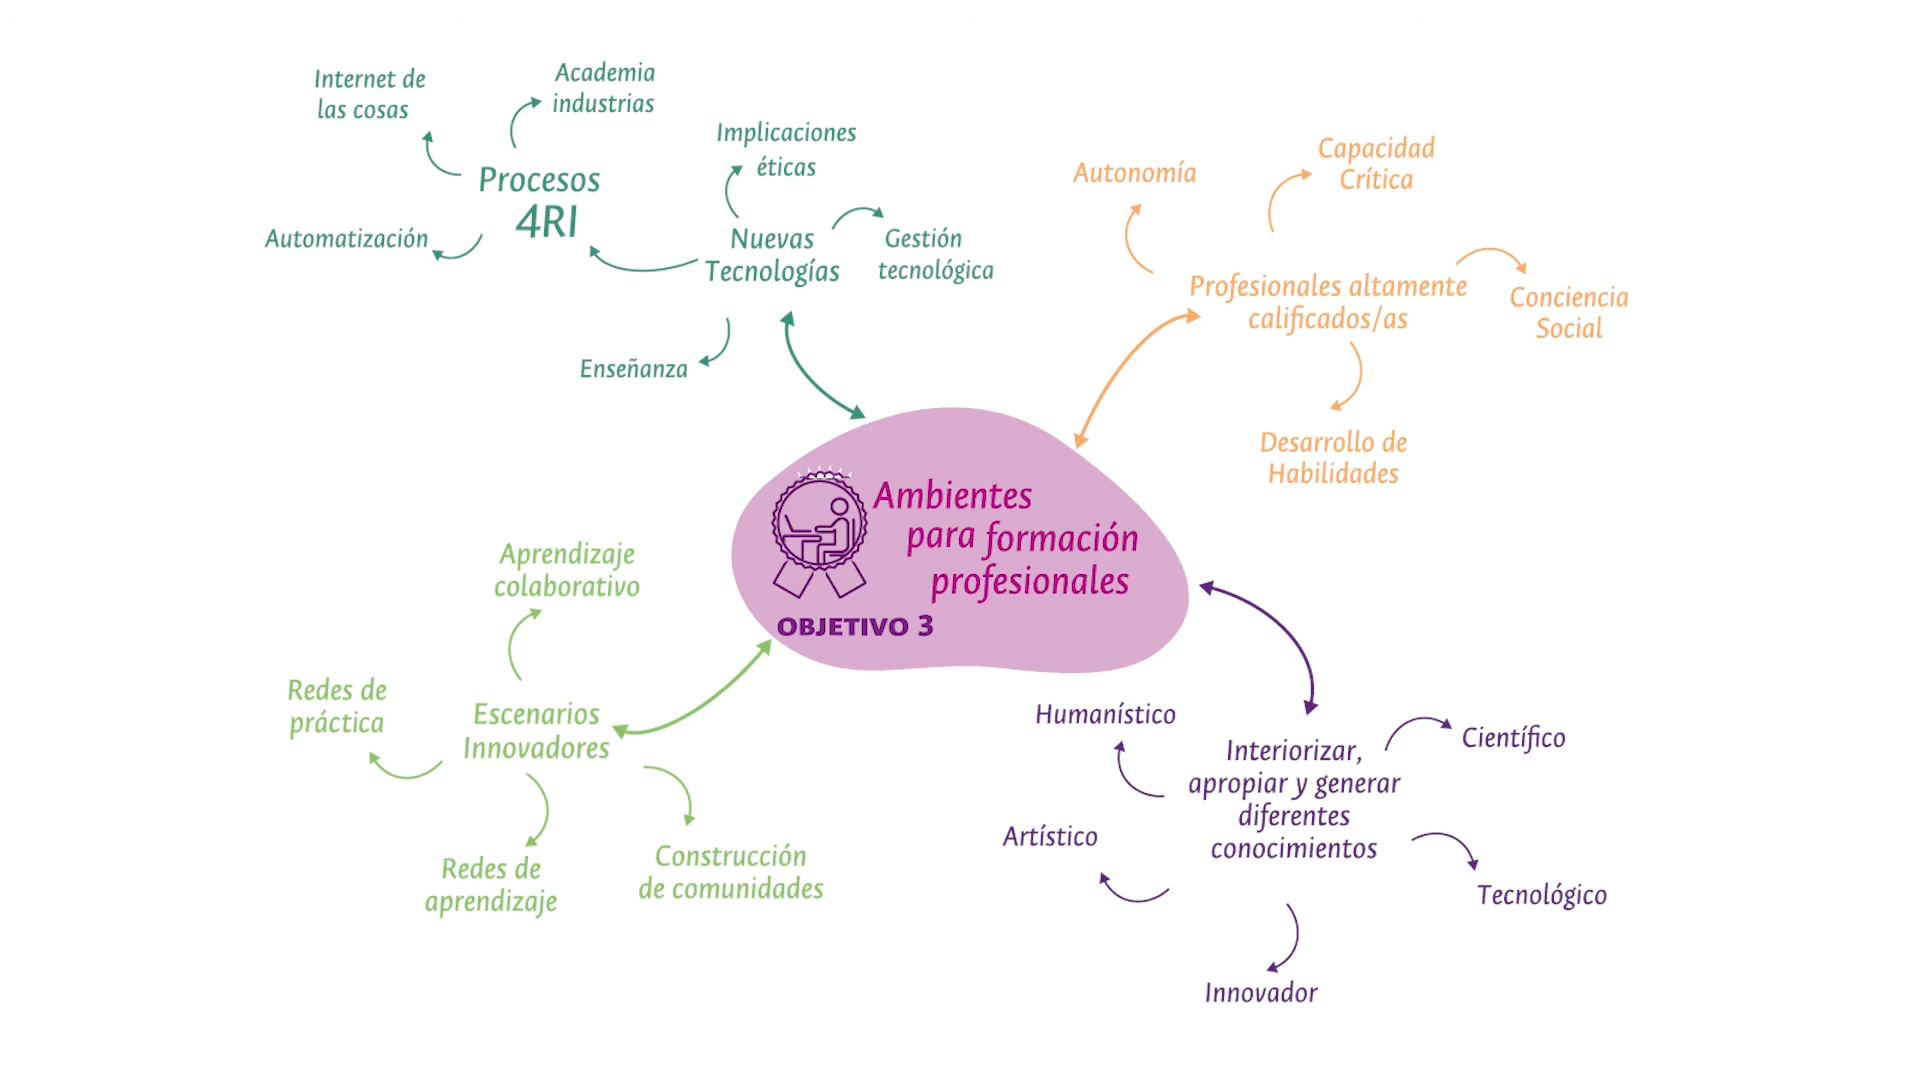 Internet de
las cosas
Academia
industrias
Procesos
4RI
Automatización
Implicaciones
éticas
Nuevas
Tecnologías
Gestión
tecnológica
Enseñanza
Autonomía
Capacidad
Crítica
Profesionales altamente
calificados/as
Conciencia
Social
Desarrollo de
Habilidades
Ambientes
para formación
profesionales
OBJETIVO 3
Aprendizaje
colaborativo
Redes de
práctica
Escenarios
Innovadores
Redes de
aprendizaje
Construcción
de comunidades
Humanístico
Interiorizar,
apropiar y generar
diferentes
conocimientos
Científico
Artístico
Tecnológico
Innovador